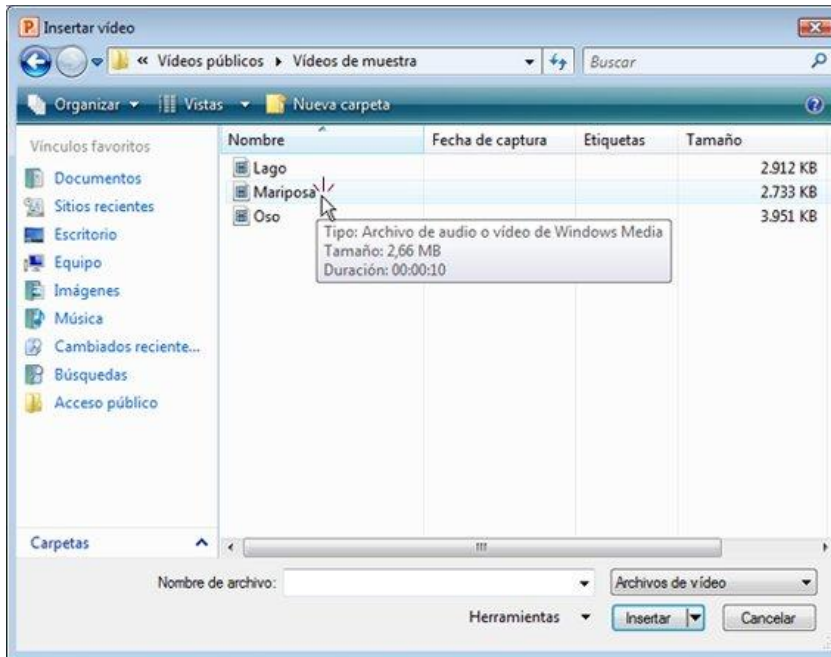 Insertar vídeo
« Vídeos públicos Vídeos de muestra
Buscar
Organizar Vistas Nueva carpeta
Vínculos favoritos
Documentos
Sitios recientes
Escritorio
Equipo
Imágenes
Música
Cambiados reciente...
Búsquedas
Acceso público
Carpetas
Nombre Fecha de captura Etiquetas Tamaño
Lago 2.912 KB
Mariposa 2.733 KB
Oso 3.951 KB
Tipo: Archivo de audio o vídeo de Windows Media
Tamaño: 2,66 MB
Duración: 00:00:10
Nombre de archivo: Archivos de vídeo
Herramientas Insertar Cancelar